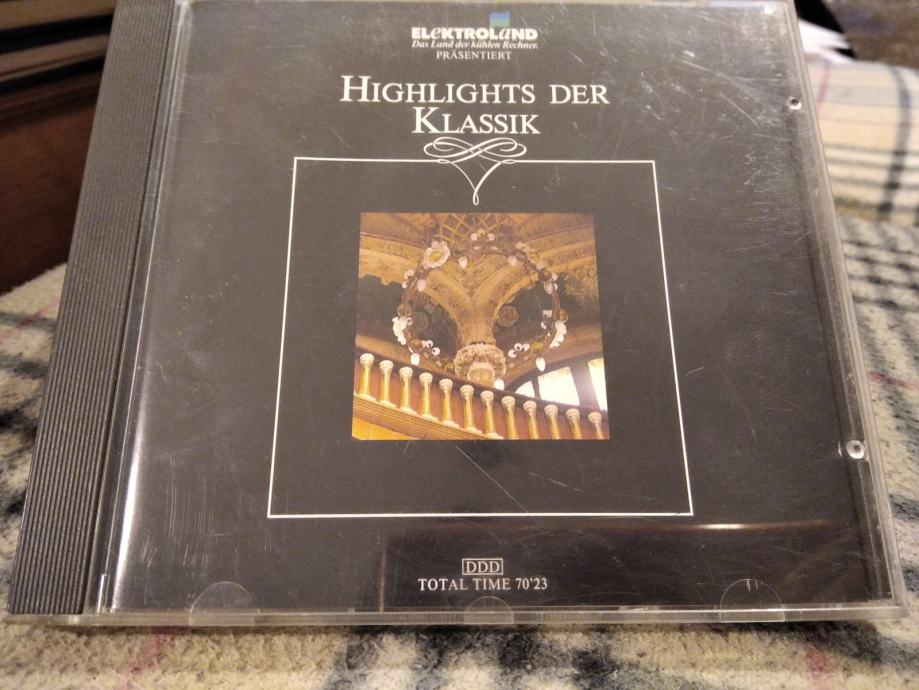 ELEKTROLAND
Das Land der kühlen Rechner.
PRÄSENTIERT
HIGHLIGHTS DER
KLASSIK
DDD
TOTAL TIME 70'23